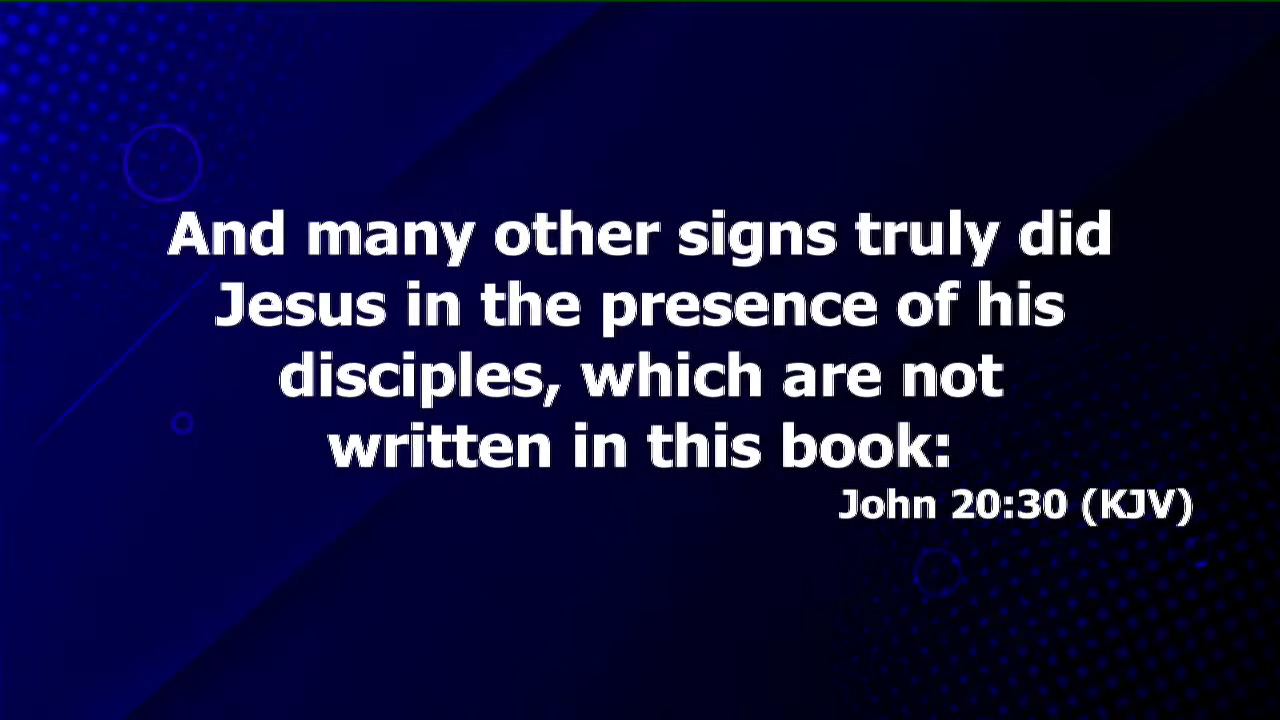 And many other signs truly did
Jesus in the presence of his
disciples, which are not
written in this book:
John 20:30 (KJV)